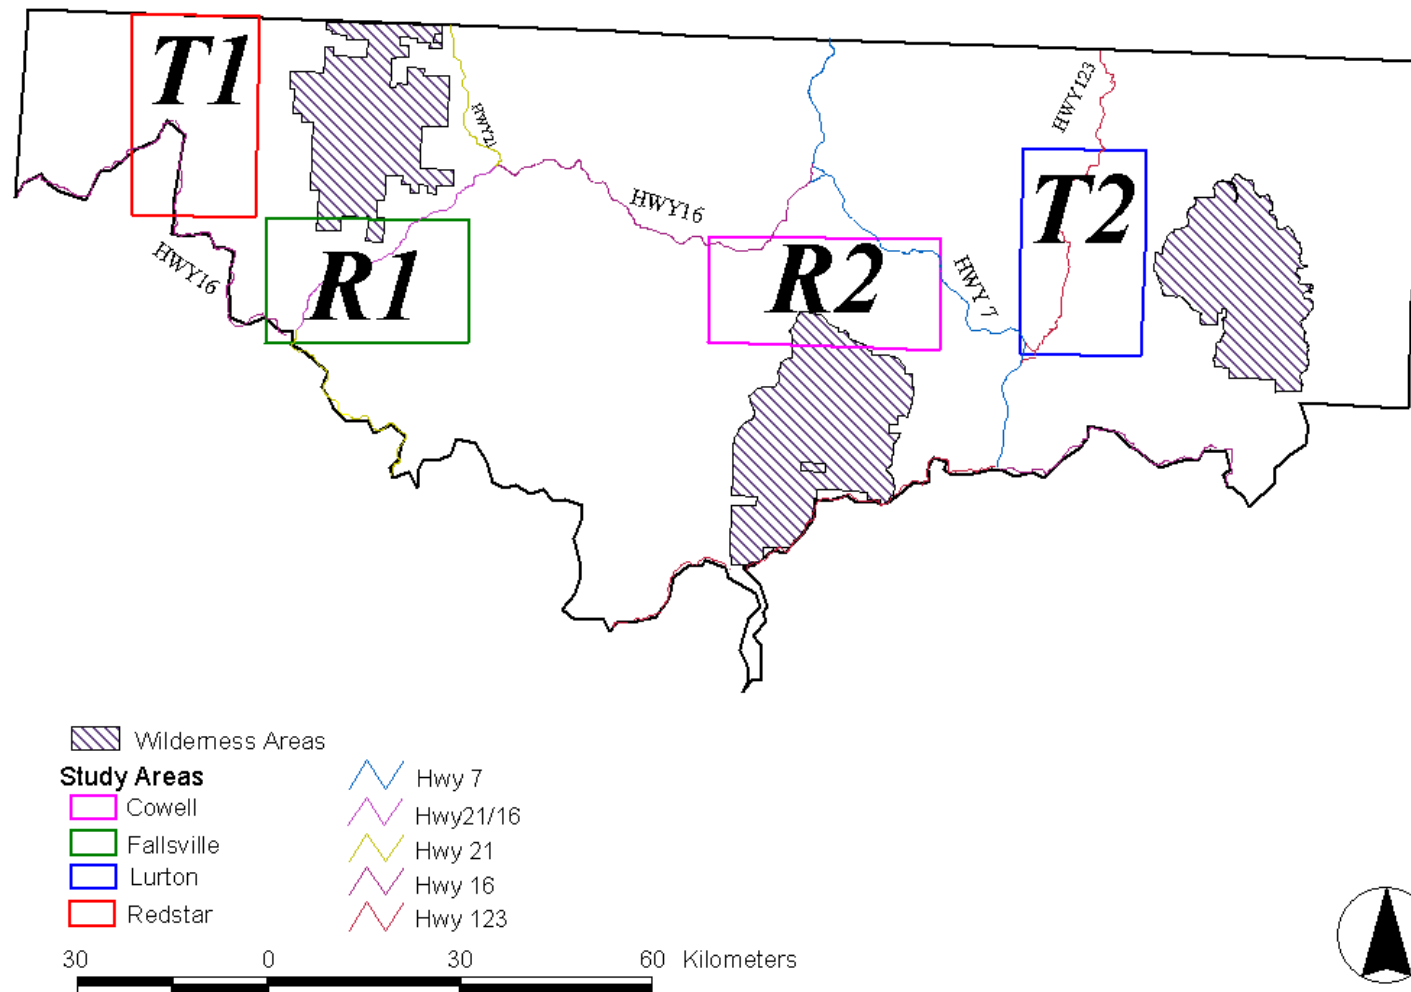 T1
HWY21
HWY123
HWY16
T2
HWY16
R1
R2
HWY 7
Wilderness Areas
Study Areas
Cowell
Fallsville
Lurton
Redstar
Hwy 7
Hwy21/16
Hwy 21
Hwy 16
Hwy 123
30 0 30 60 Kilometers